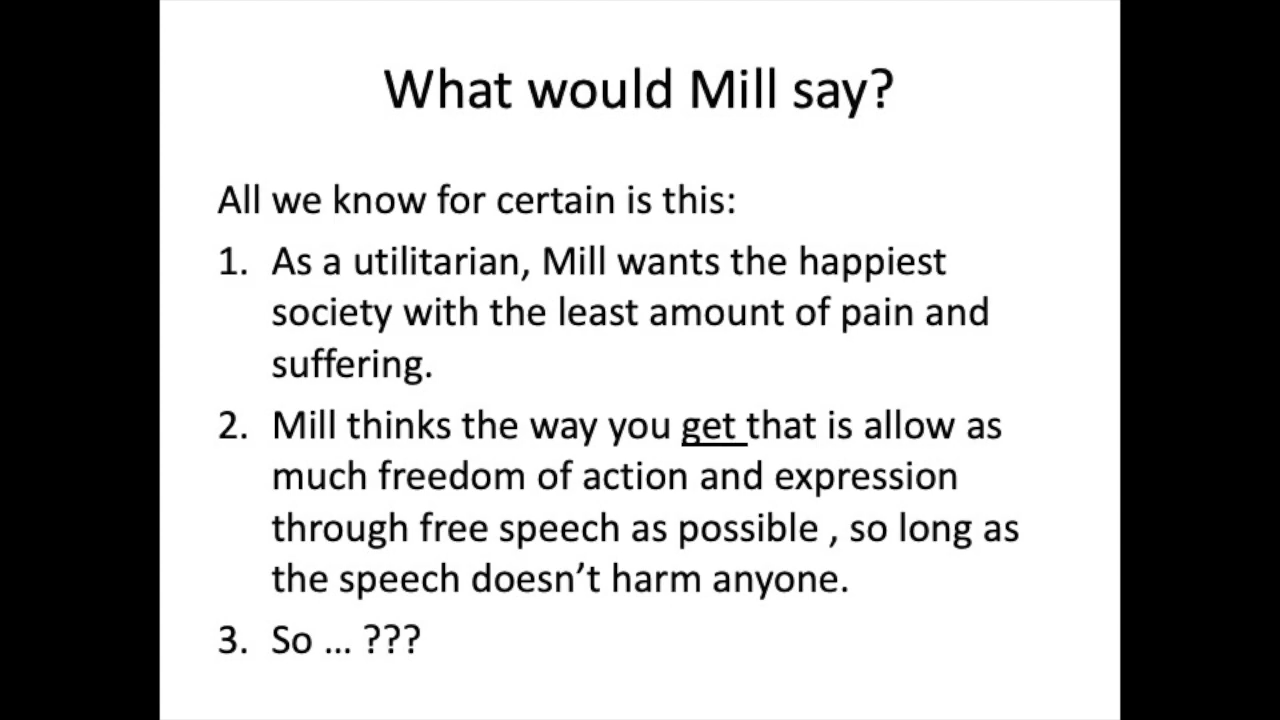 What would Mill say?
All we know for certain is this:
1. As a utilitarian, Mill wants the happiest
society with the least amount of pain and
suffering.
2. Mill thinks the way you get that is allow as
much freedom of action and expression
through free speech as possible , so long as
the speech doesn’t harm anyone.
3. So … ???